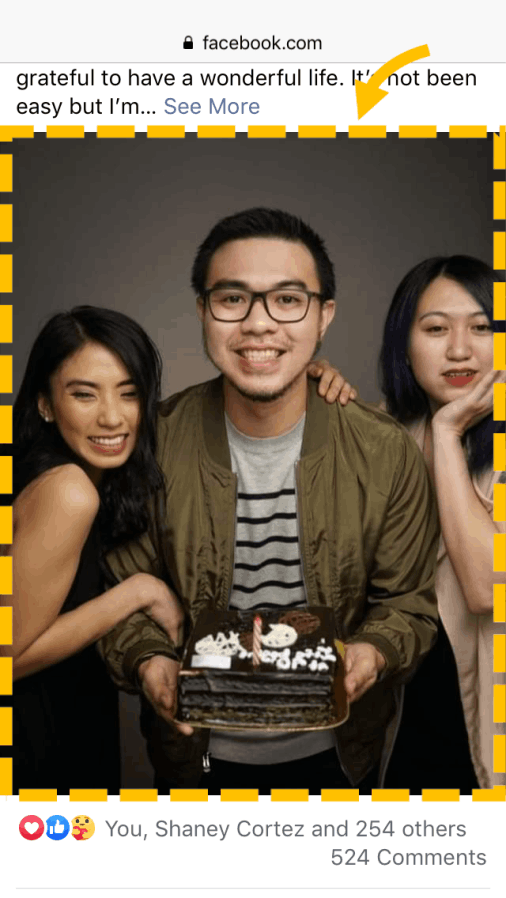 facebook.com
grateful to have a wonderful life. It's not been
easy but I'm... See More
You, Shaney Cortez and 254 others
524 Comments